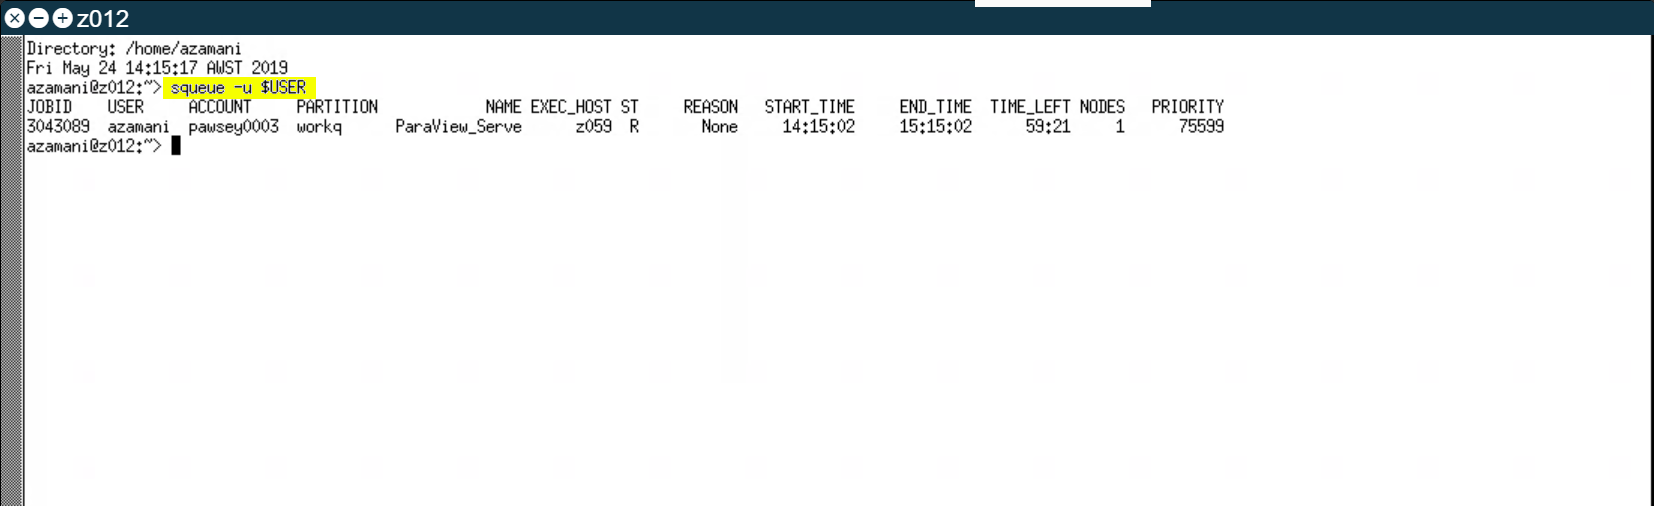 z012
Directory: /home/azamani
Fri May 24 14:15:17 AWST 2019
azamani@z012:~> squeue -u $USER
JOBID USER ACCOUNT PARTITION NAME EXEC_HOST ST REASON START_TIME END_TIME TIME_LEFT NODES PRIORITY
3043089 azamani pawsey0003 workq ParaView_Serve z059 R None 14:15:02 15:15:02 59:21 1 75599
azamani@z012:~>